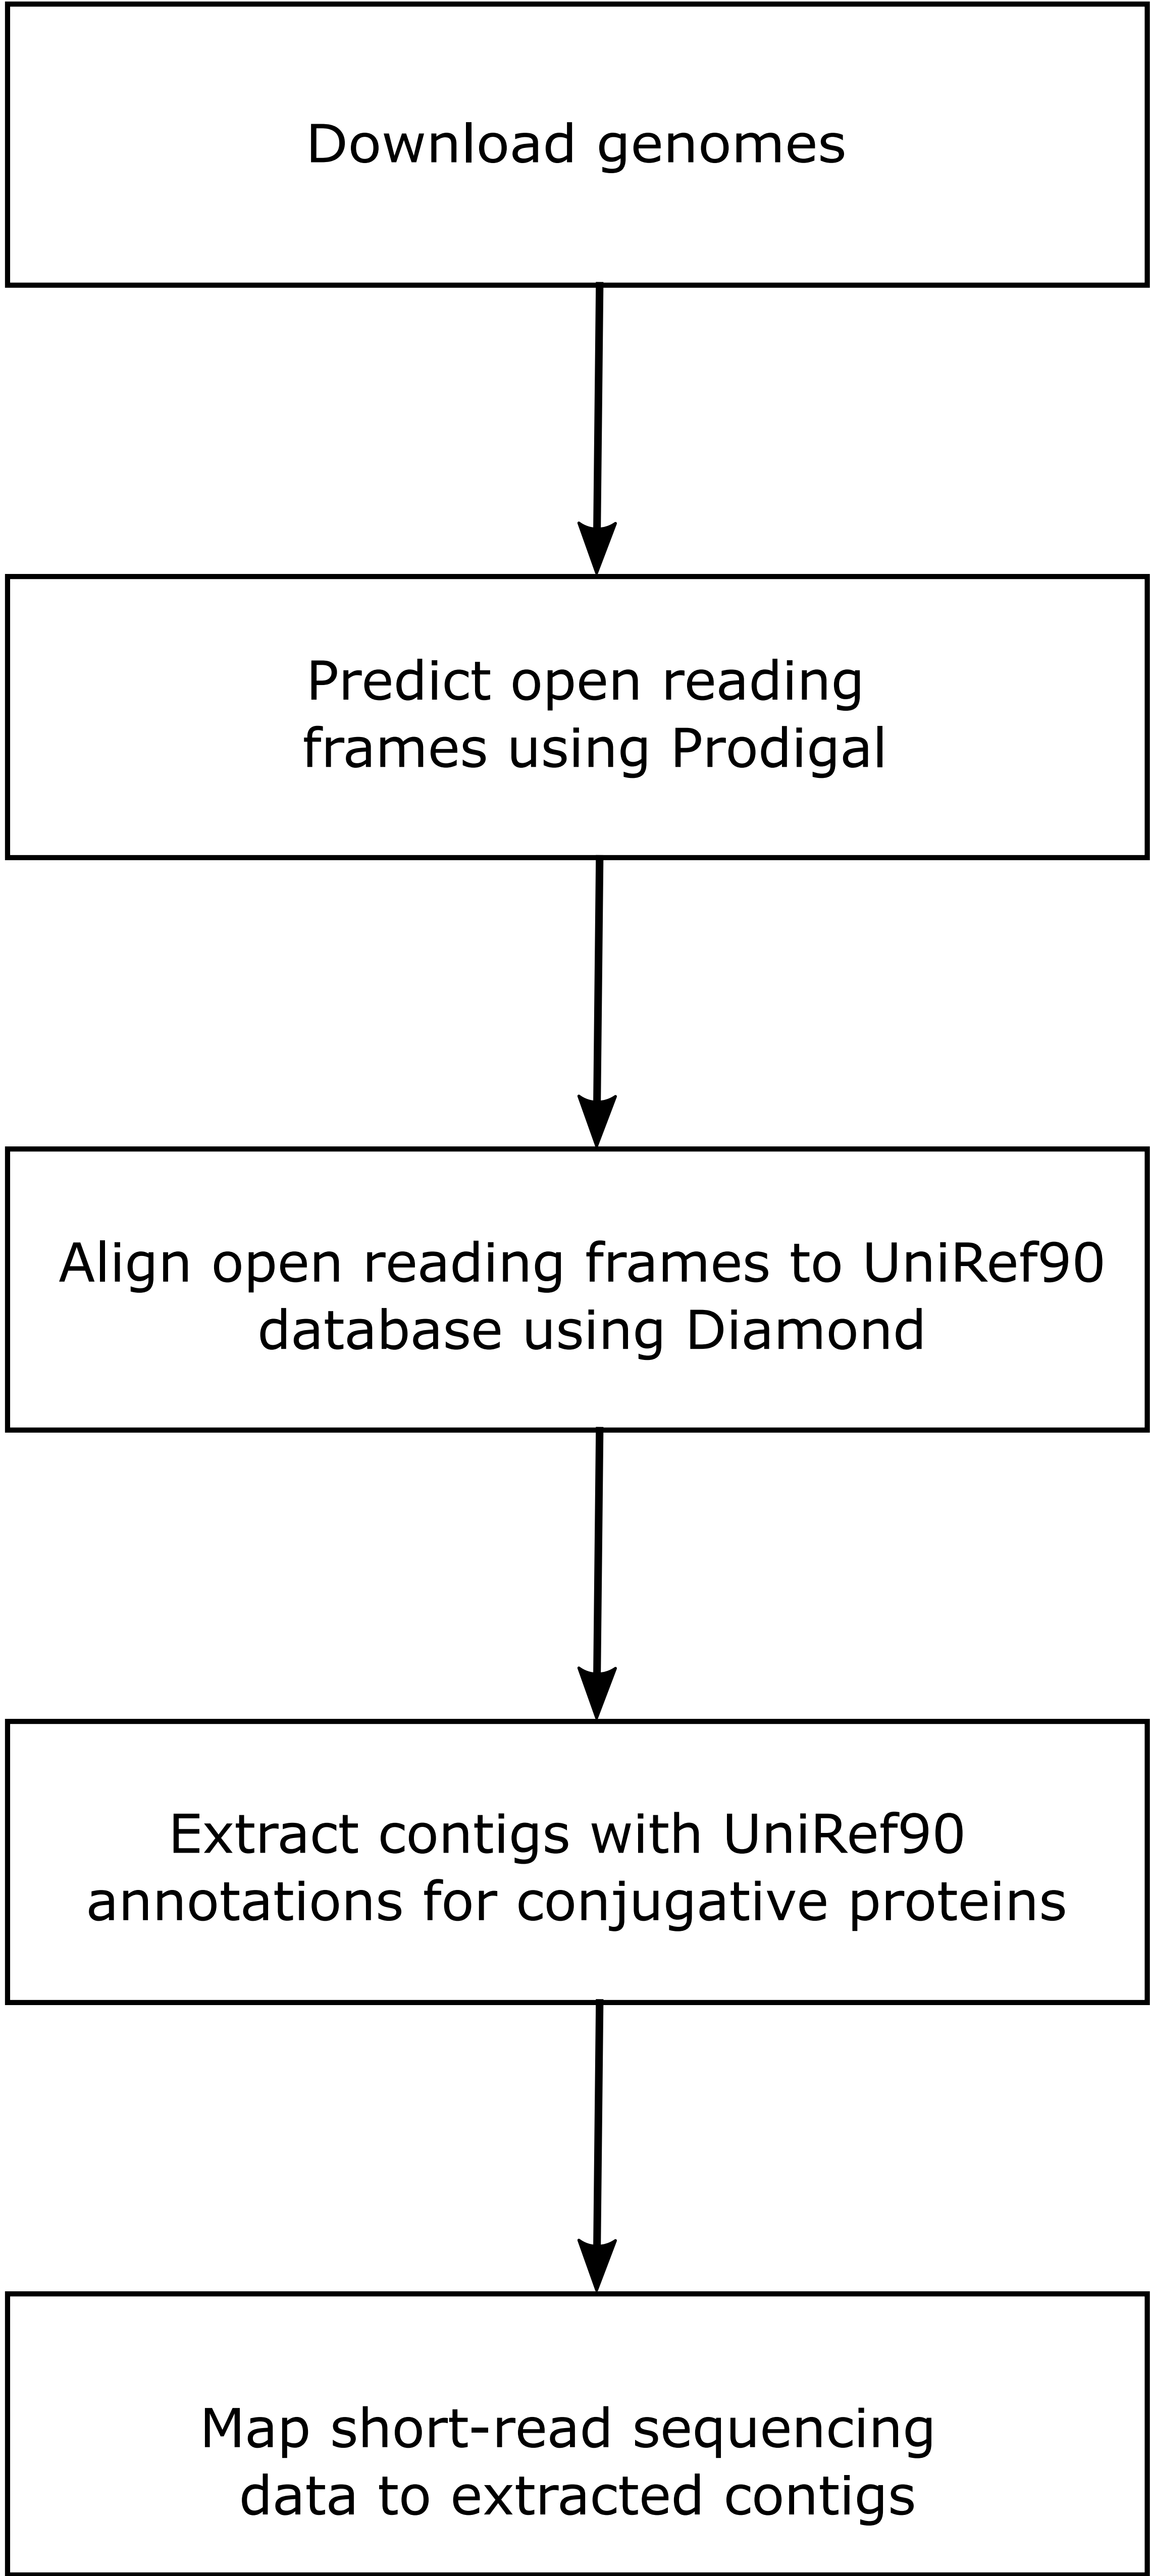 Download genomes
Predict open reading
frames using Prodigal
Align open reading frames to UniRef90
database using Diamond
Extract contigs with UniRef90
annotations for conjugative proteins
Map short-read sequencing
data to extracted contigs